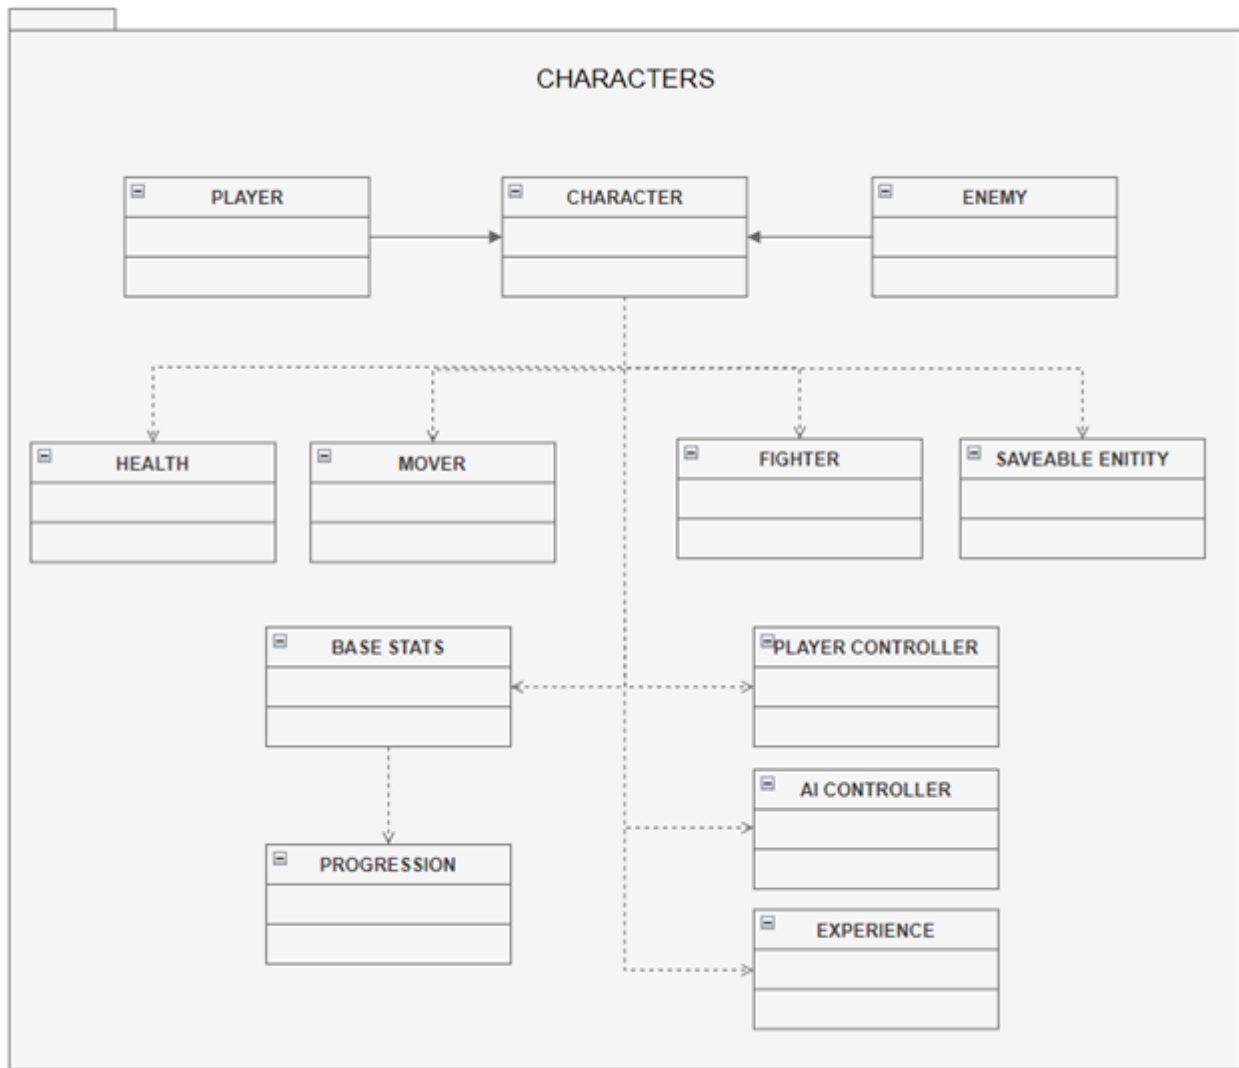 CHARACTERS
PLAYER
CHARACTER
ENEMY
HEALTH
MOVER
FIGHTER
SAVEABLE ENITITY
BASE STATS
PLAYER CONTROLLER
AI CONTROLLER
PROGRESSION
EXPERIENCE